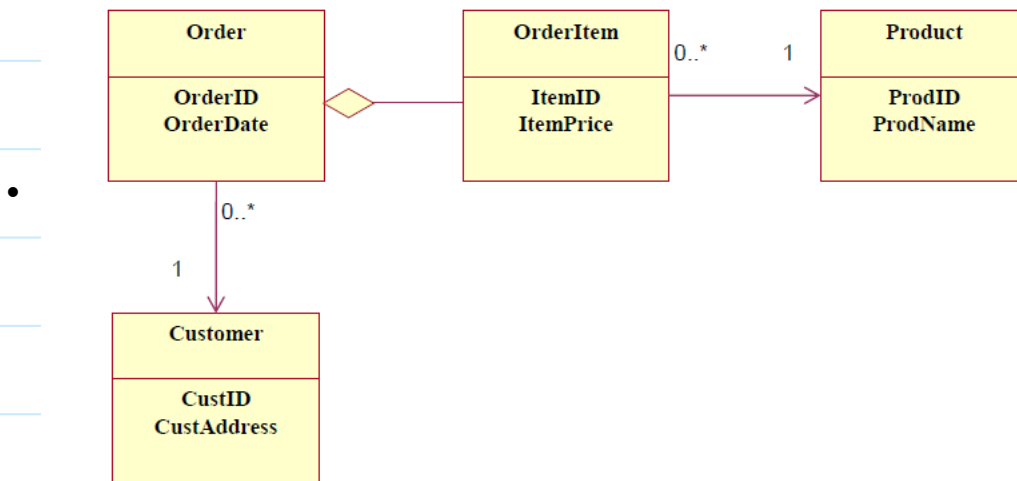 Order
OrderID
OrderDate
OrderItem
ItemID
ItemPrice
0..*
1
Product
ProdID
ProdName
0..*
1
Customer
CustID
CustAddress